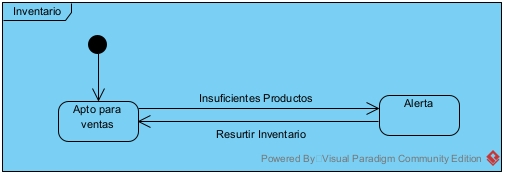 Inventario
Apto para
ventas
Insuficientes Productos
Alerta
Resurtir Inventario
Powered By Visual Paradigm Community Edition